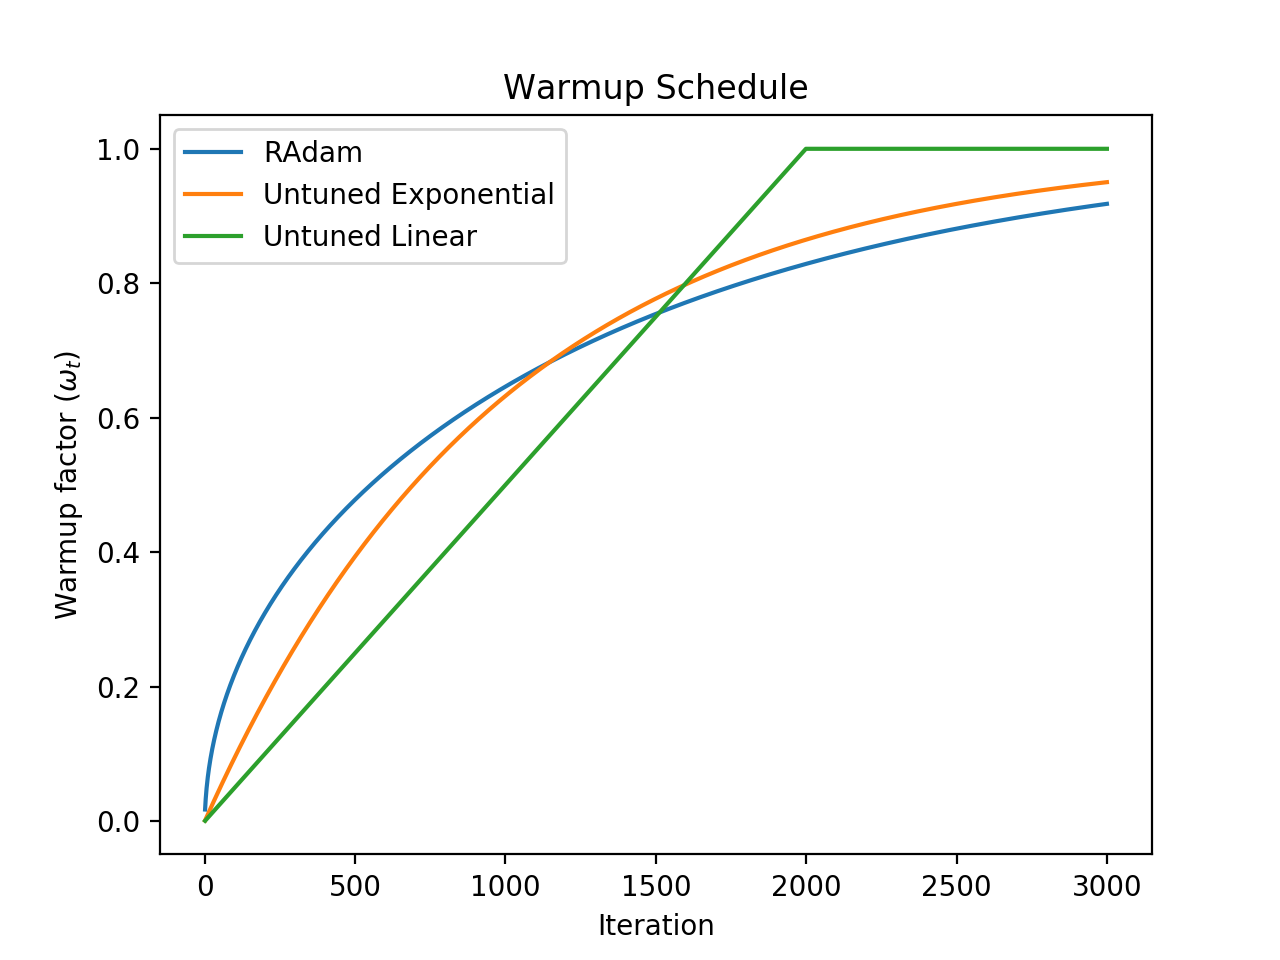 Warmup Schedule
RAdam
Untuned Exponential
Untuned Linear
Warmup factor (ωₜ)
1.0
0.8
0.6
0.4
0.2
0.0
0 500 1000 1500 2000 2500 3000
Iteration